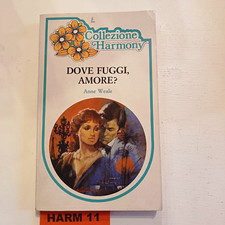 Collezione
Harmony
DOVE FUGGI,
AMORE?
Anne Weale
HARM 11